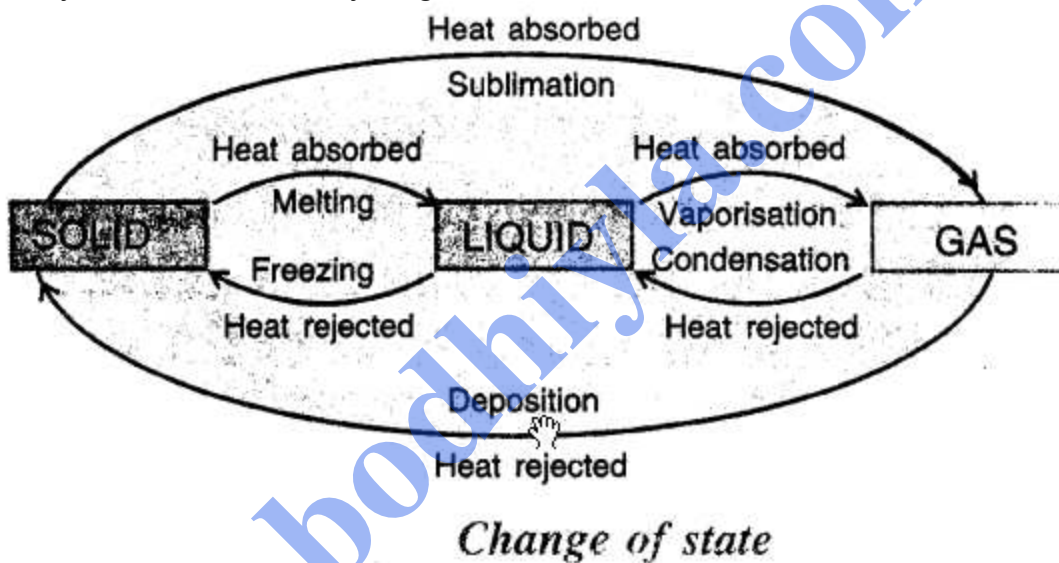 Heat absorbed
Sublimation
Heat absorbed
Heat absorbed
Melting
Vaporisation
SOLID
LIQUID
GAS
Freezing
Condensation
Heat rejected
Heat rejected
Deposition
Heat rejected
Change of state
bodhiyla.com